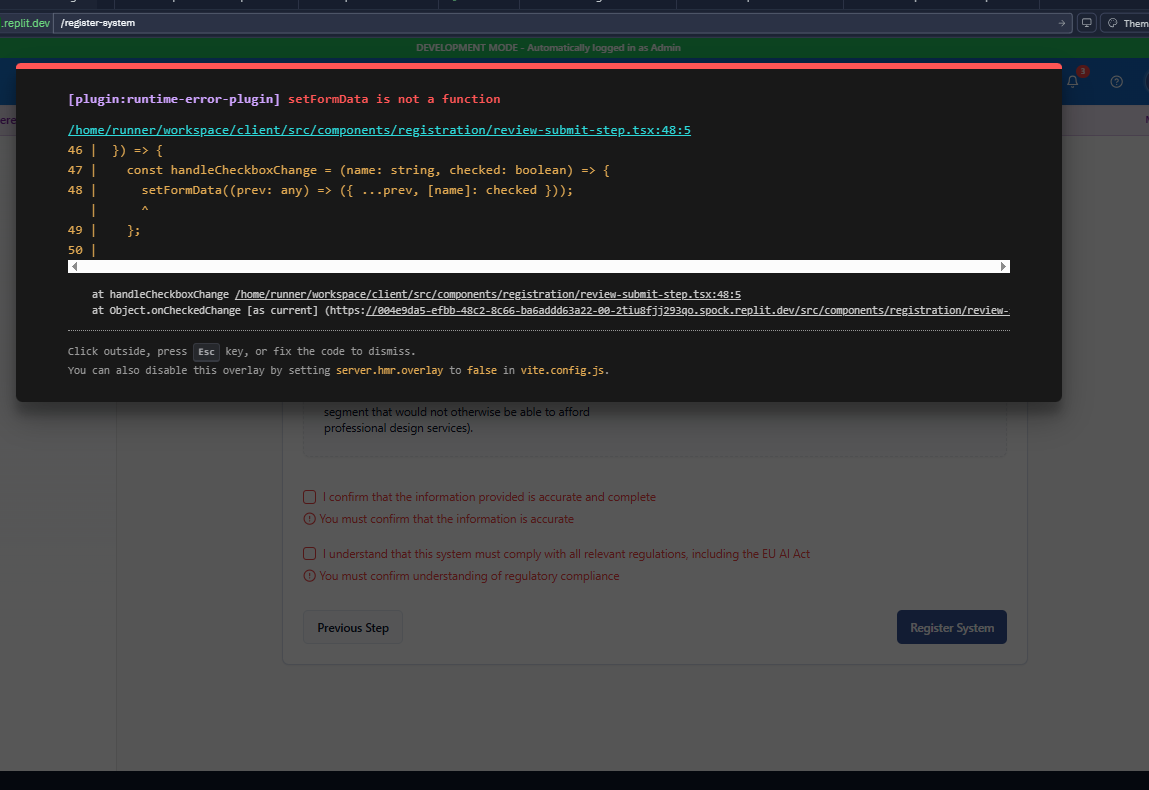 .replit.dev /register-system Them
DEVELOPMENT MODE - Automatically logged in as Admin
3
[plugin:runtime-error-plugin] setFormData is not a function
/home/runner/workspace/client/src/components/registration/review-submit-step.tsx:48:5
46 | }) => {
47 | const handleCheckboxChange = (name: string, checked: boolean) => {
48 | setFormData((prev: any) => ({ ...prev, [name]: checked }));
| ^
49 | };
50 |
at handleCheckboxChange /home/runner/workspace/client/src/components/registration/review-submit-step.tsx:48:5
at Object.onCheckedChange [as current] (https://004e9da5-efbb-48c2-8c66-ba6addd63a22-00-2tiu8fjj293qo.spock.replit.dev/src/components/registration/review-
Click outside, press Esc key, or fix the code to dismiss.
You can also disable this overlay by setting server.hmr.overlay to false in vite.config.js.
segment that would not otherwise be able to afford
professional design services).
I confirm that the information provided is accurate and complete
You must confirm that the information is accurate
I understand that this system must comply with all relevant regulations, including the EU AI Act
You must confirm understanding of regulatory compliance
Previous Step Register System